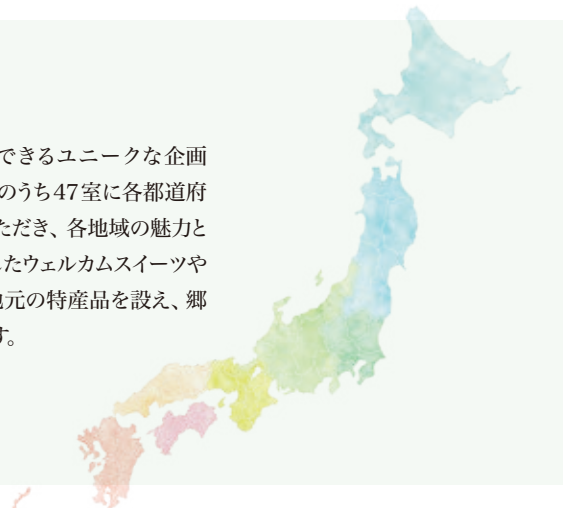 できるユニークな企画
のうち47室に各都道府
ただき、各地域の魅力と
たウェルカムスイーツや
元の特産品を設え、郷
す。